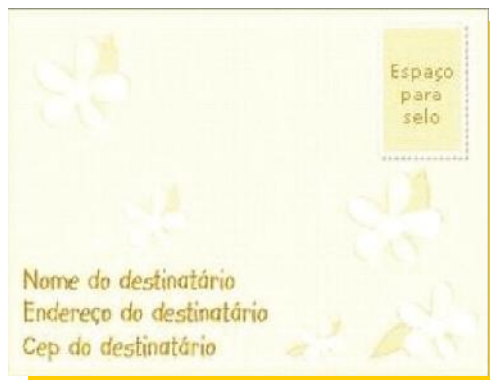 Espaço
para
selo
Nome do destinatário
Endereço do destinatário
Cep do destinatário